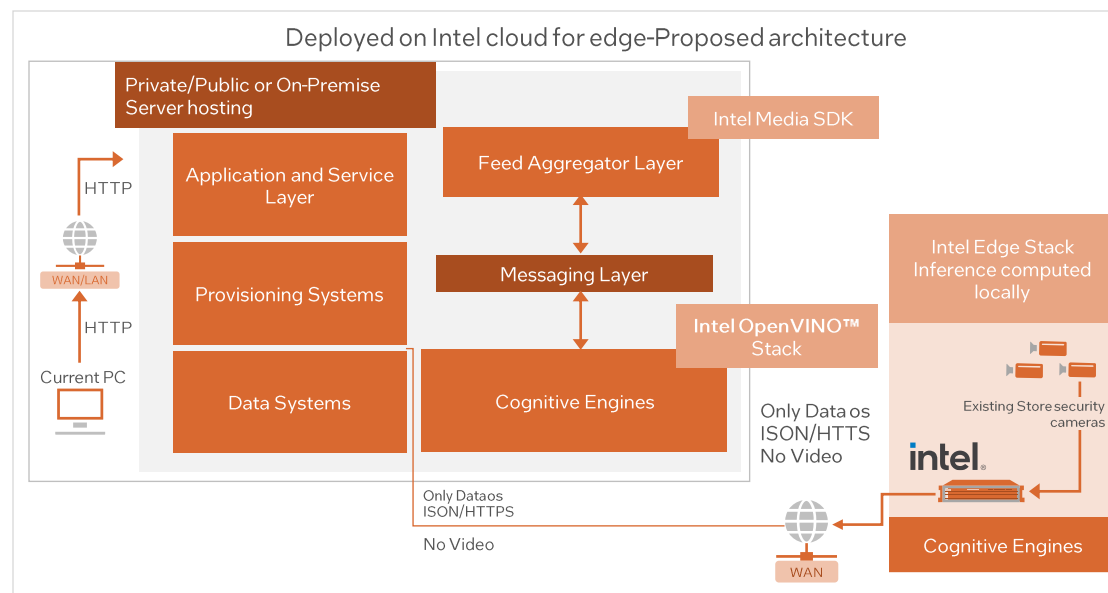 Deployed on Intel cloud for edge-Proposed architecture
Private/Public or On-Premise
Server hosting
Intel Media SDK
Application and Service
Layer
Feed Aggregator Layer
HTTP
WAN/LAN
HTTP
Current PC
Provisioning Systems
Messaging Layer
Intel OpenVINO™
Stack
Data Systems
Cognitive Engines
Only Data os
ISON/HTTS
No Video
Intel Edge Stack
Inference computed
locally
Existing Store security
cameras
intel®
Cognitive Engines
Only Dataos
ISON/HTTPS
No Video
WAN